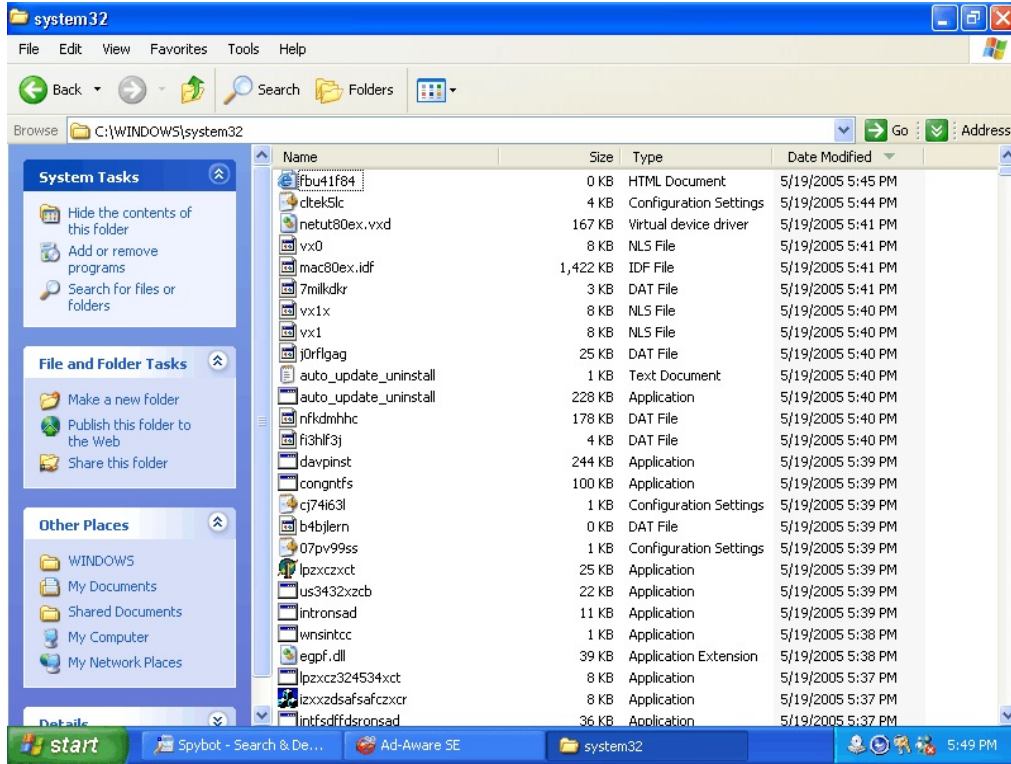 system32
File Edit View Favorites Tools Help
Back Search Folders
Browse C:\WINDOWS\system32 Go Address
System Tasks
Hide the contents of
this folder
Add or remove
programs
Search for files or
folders
File and Folder Tasks
Make a new folder
Publish this folder to
the Web
Share this folder
Other Places
WINDOWS
My Documents
Shared Documents
My Computer
My Network Places
Details
Name Size Type Date Modified
fbu41f84 0 KB HTML Document 5/19/2005 5:45 PM
cltek5lc 4 KB Configuration Settings 5/19/2005 5:44 PM
netut80ex.vxd 167 KB Virtual device driver 5/19/2005 5:41 PM
vx0 8 KB NLS File 5/19/2005 5:41 PM
mac80ex.idf 1,422 KB IDF File 5/19/2005 5:41 PM
7milkdkr 3 KB DAT File 5/19/2005 5:41 PM
vx1x 8 KB NLS File 5/19/2005 5:40 PM
vx1 8 KB NLS File 5/19/2005 5:40 PM
j0rflgag 25 KB DAT File 5/19/2005 5:40 PM
auto_update_uninstall 1 KB Text Document 5/19/2005 5:40 PM
auto_update_uninstall 228 KB Application 5/19/2005 5:40 PM
nfkdmhhc 178 KB DAT File 5/19/2005 5:40 PM
fi3hlf3j 4 KB DAT File 5/19/2005 5:40 PM
davpinst 244 KB Application 5/19/2005 5:39 PM
congntfs 100 KB Application 5/19/2005 5:39 PM
cj74i63l 1 KB Configuration Settings 5/19/2005 5:39 PM
b4bjlern 0 KB DAT File 5/19/2005 5:39 PM
07pv99ss 1 KB Configuration Settings 5/19/2005 5:39 PM
lpzxczxct 25 KB Application 5/19/2005 5:39 PM
us3432xzcb 22 KB Application 5/19/2005 5:39 PM
intronsad 11 KB Application 5/19/2005 5:39 PM
wnsintcc 1 KB Application 5/19/2005 5:38 PM
egpf.dll 39 KB Application Extension 5/19/2005 5:38 PM
lpzxcz324534xct 8 KB Application 5/19/2005 5:37 PM
izxxzdsafsafczxcr 8 KB Application 5/19/2005 5:37 PM
intfsdffdsronsad 36 KB Application 5/19/2005 5:37 PM
start Spybot - Search & De... Ad-Aware SE system32 5:49 PM